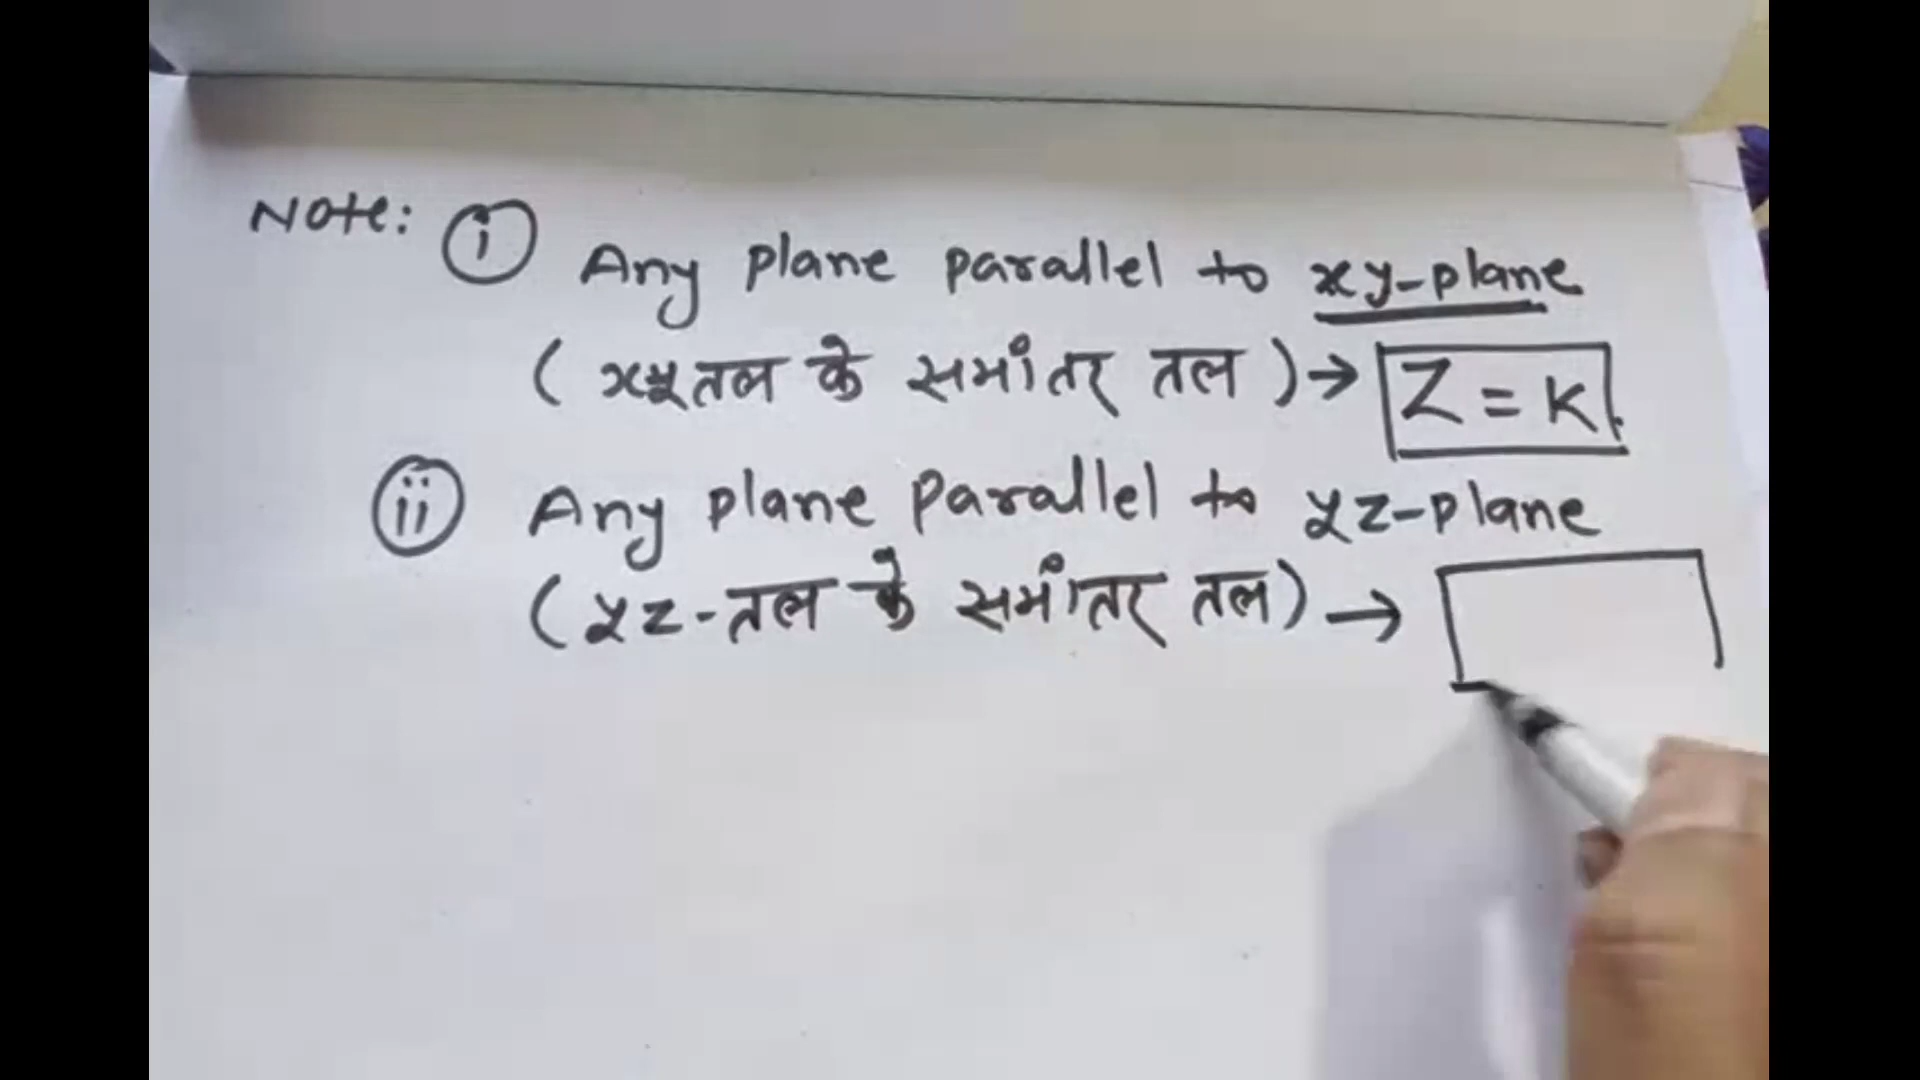 Note: (i) Any plane parallel to xy-plane
( xy तल के समांतर तल ) → Z = K.
(ii) Any plane parallel to yz-plane
( yz - तल के समांतर तल ) →